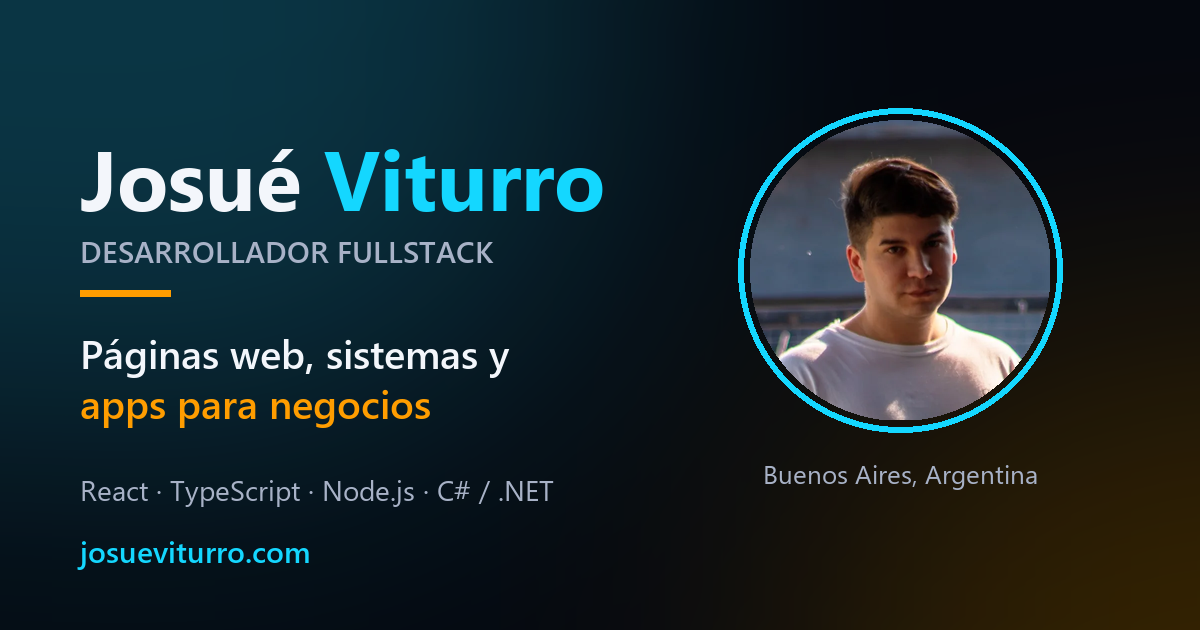 Josué Viturro
DESARROLLADOR FULLSTACK
Páginas web, sistemas y
apps para negocios
React · TypeScript · Node.js · C# / .NET
josueviturro.com
Buenos Aires, Argentina